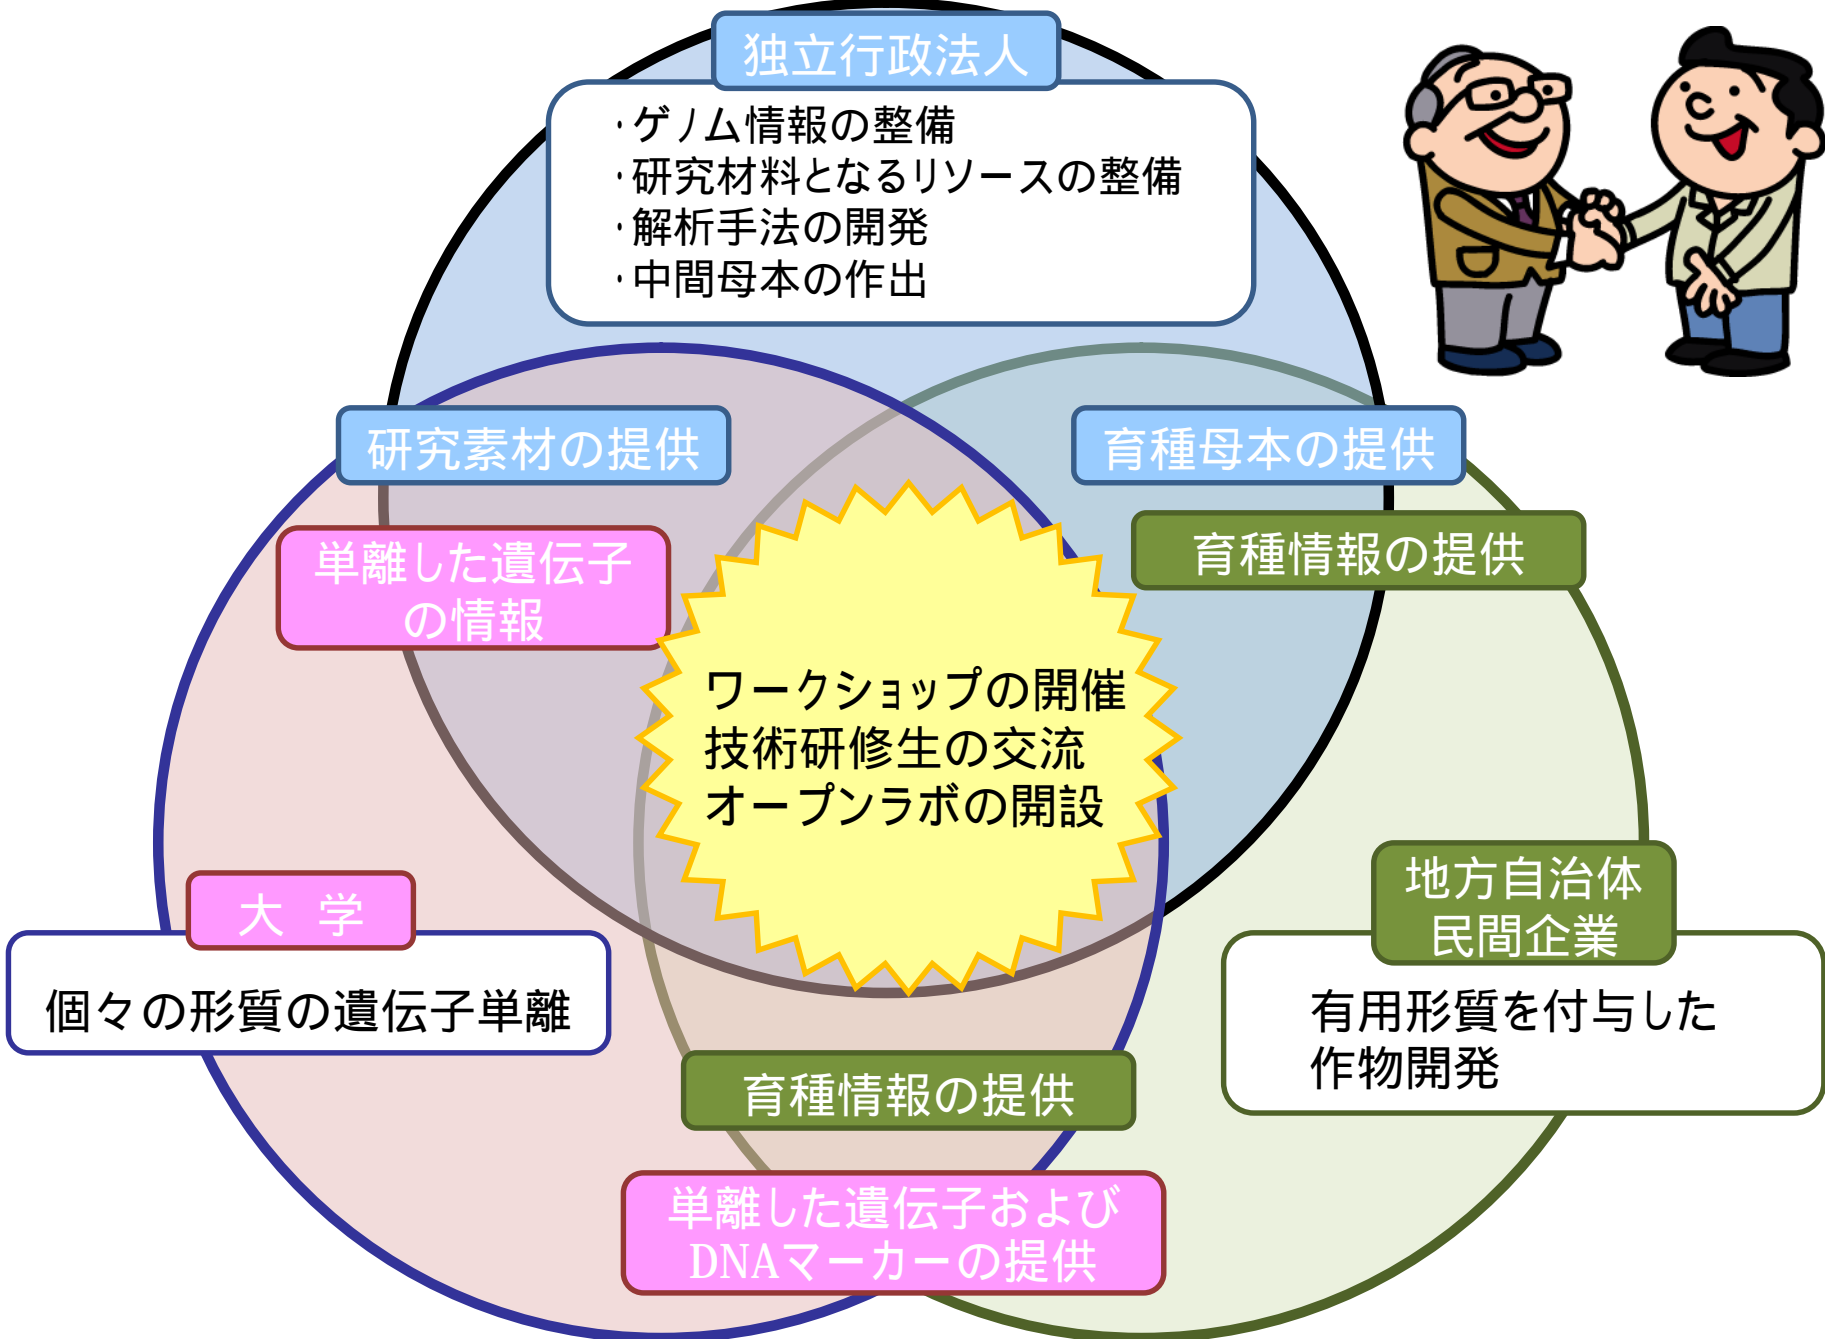 独立行政法人
・ゲノム情報の整備
・研究材料となるリソースの整備
・解析手法の開発
・中間母本の作出
研究素材の提供
育種母本の提供
単離した遺伝子
の情報
育種情報の提供
ワークショップの開催
技術研修生の交流
オープンラボの開設
大　学
個々の形質の遺伝子単離
地方自治体
民間企業
有用形質を付与した
作物開発
育種情報の提供
単離した遺伝子および
DNAマーカーの提供